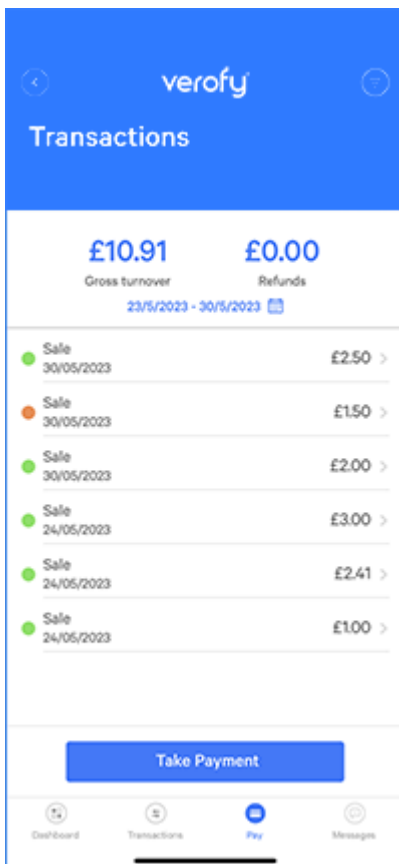 verofy
Transactions
£10.91 £0.00
Gross turnover Refunds
23/5/2023 - 30/5/2023
Sale
30/05/2023
£2.50
Sale
30/05/2023
£1.50
Sale
30/05/2023
£2.00
Sale
24/05/2023
£3.00
Sale
24/05/2023
£2.41
Sale
24/05/2023
£1.00
Take Payment
Dashboard Transactions Pay Messages